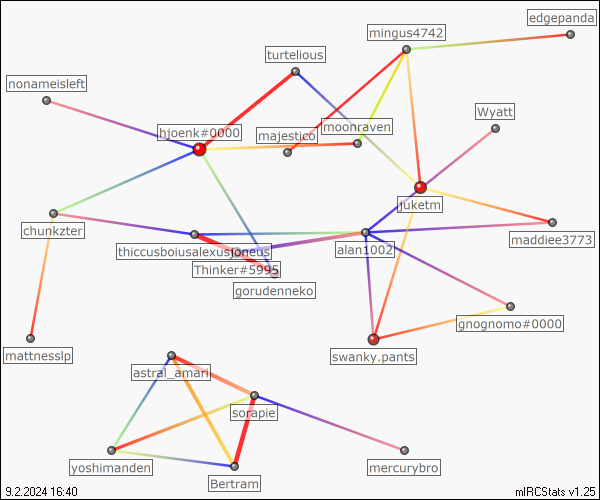 edgepanda
mingus4742
turtelious
nonameisleft
Wyatt
moonraven
hjoenk#0000
majestico
juketm
chunkzter
maddiee3773
thiccsboiusalexusjoneus
alan1002
Thinker#5995
gorudenneko
gnognomo#0000
mattnesslp
swanky.pants
astral_amari
sorapie
yoshimanden
mercurybro
Bertram
9.2.2024 16:40
mIRCStats v1.25